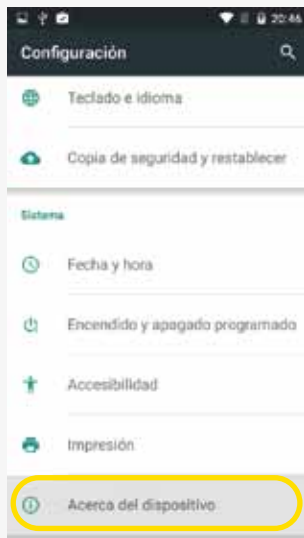 20:46
Configuración
Teclado e idioma
Copia de seguridad y restablecer
Sistema
Fecha y hora
Encendido y apagado programado
Accesibilidad
Impresión
Acerca del dispositivo